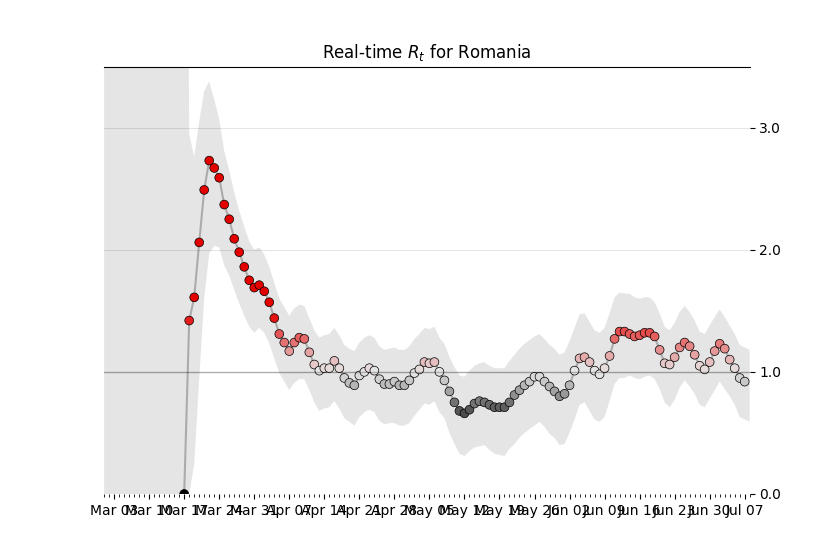 Real-time Rt for Romania
3.0
2.0
1.0
0.0
Mar 03 Mar 10 Mar 17 Mar 24 Mar 31 Apr 07 Apr 14 Apr 21 Apr 28 May 05 May 12 May 19 May 26 Jun 02 Jun 09 Jun 16 Jun 23 Jun 30 Jul 07